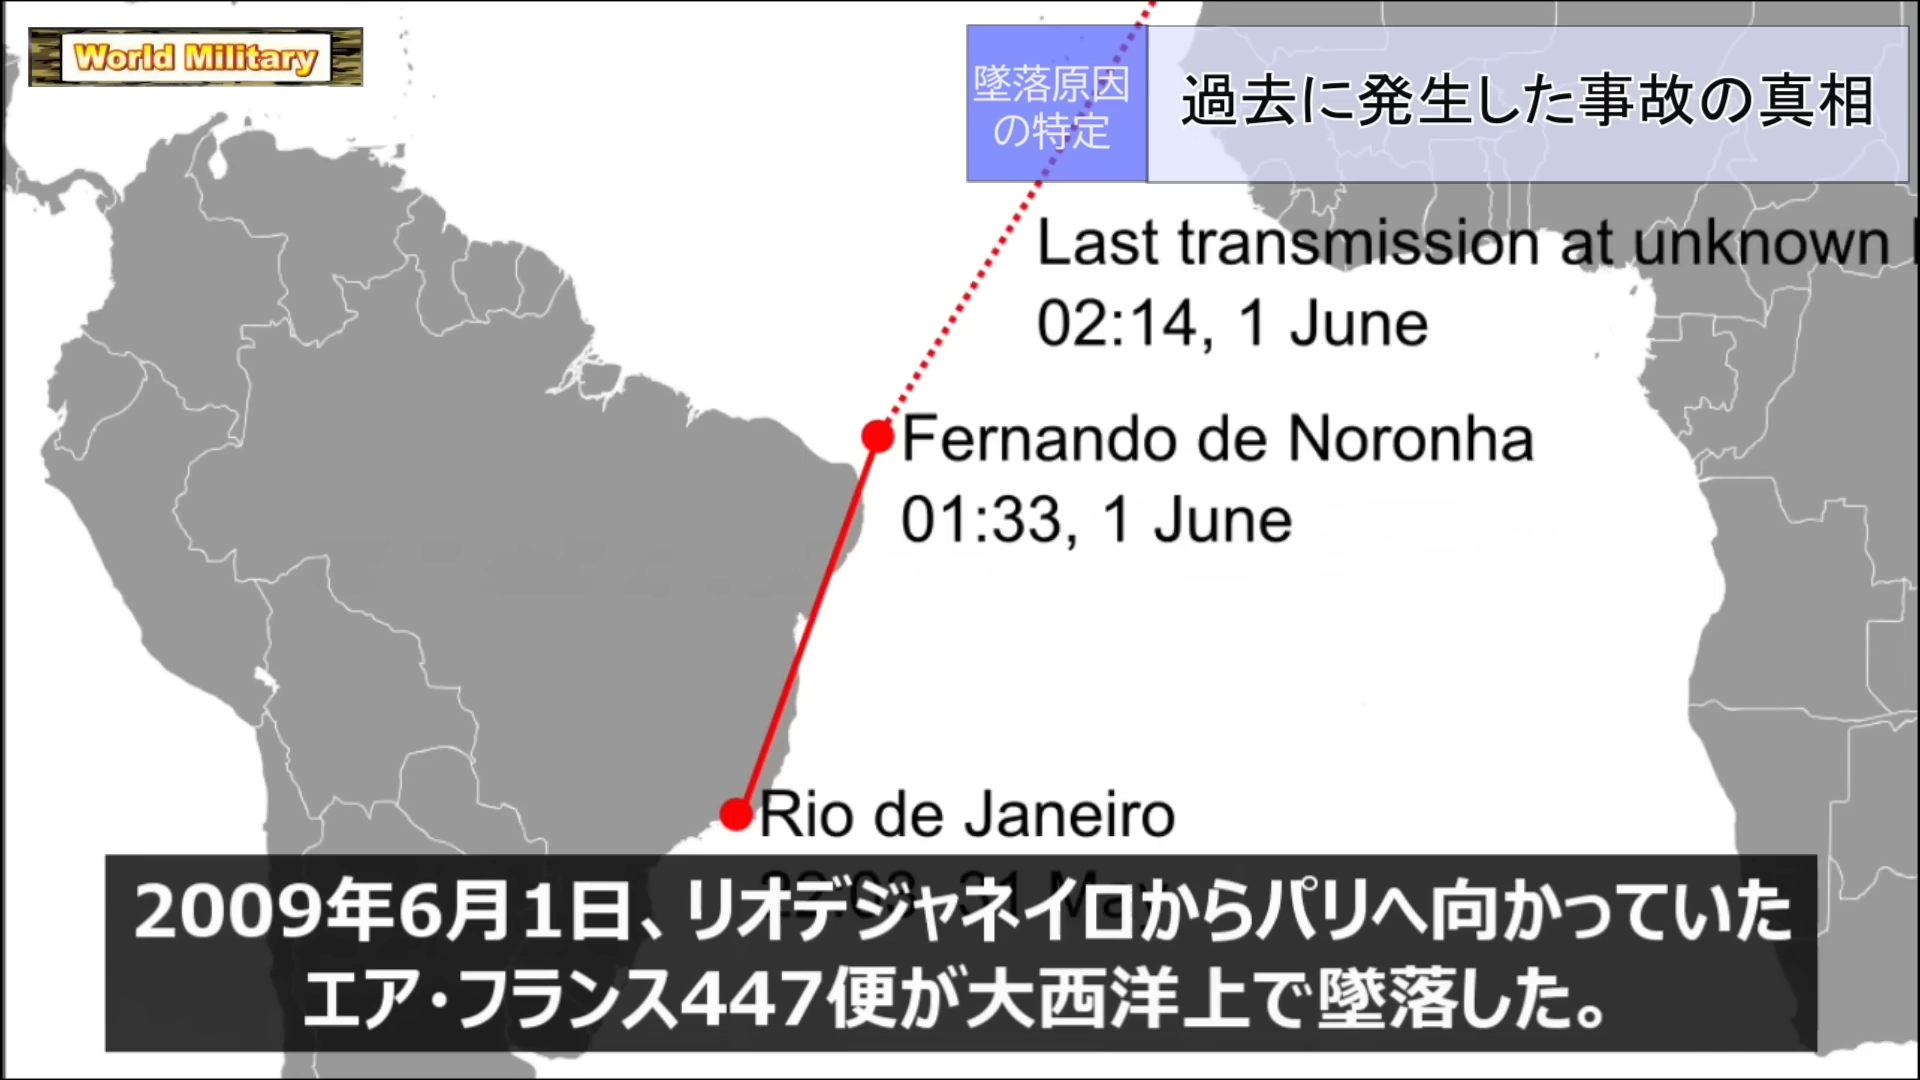 World Military
墜落原因
の特定
過去に発生した事故の真相
Last transmission at unknown
02:14, 1 June
Fernando de Noronha
01:33, 1 June
Rio de Janeiro
22:03, 31 May
2009年6月1日、リオデジャネイロからパリへ向かっていた
エア・フランス447便が大西洋上で墜落した。